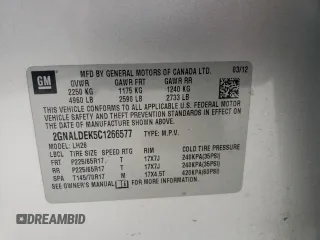 GM
MFD BY GENERAL MOTORS OF CANADA LTD. 03/12
GVWR GAWR FRT GAWR RR
2250 KG 1175 KG 1240 KG
4960 LB 2590 LB 2733 LB
THIS VEHICLE CONFORMS TO ALL APPLICABLE U.S. FEDERAL MOTOR
VEHICLE SAFETY AND THEFT PREVENTION STANDARDS IN EFFECT ON
THE DATE OF MANUFACTURE SHOWN ABOVE.
2GNALDEK5C1266577 TYPE: M.P.V.
MODEL: LH26
LBCL TIRE SIZE SPEED RTG RIM COLD TIRE PRESSURE
FRT P225/65R17 T 17X7J 240KPA(35PSI)
RR P225/65R17 T 17X7J 240KPA(35PSI)
SPA T145/70R17 M 17X4.5T 420KPA(60PSI)
SEE OWNER'S MANUAL
© AUTOBIDMASTER DREAMBID